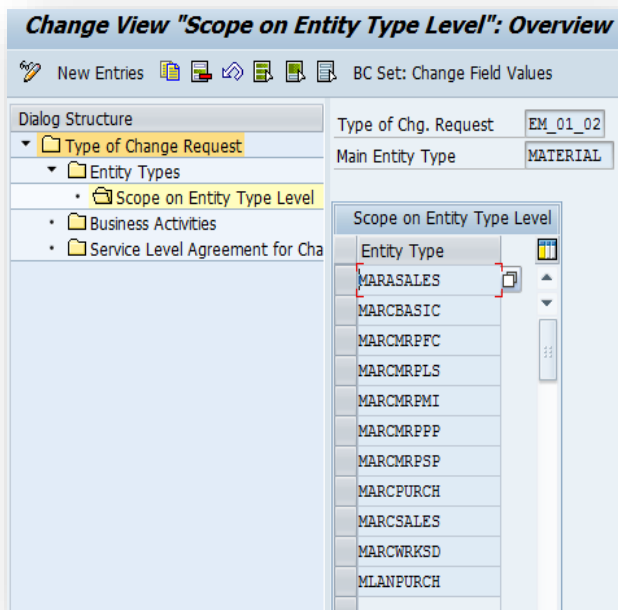 Change View "Scope on Entity Type Level": Overview
New Entries BC Set: Change Field Values
Dialog Structure
Type of Change Request
Entity Types
Scope on Entity Type Level
Business Activities
Service Level Agreement for Cha
Type of Chg. Request EM_01_02
Main Entity Type MATERIAL
Scope on Entity Type Level
Entity Type
MARASALES
MARCBASIC
MARCMRPFC
MARCMRPLS
MARCMRPMI
MARCMRPPP
MARCMRPSP
MARCPURCH
MARCSALES
MARCWRKSD
MLANPURCH